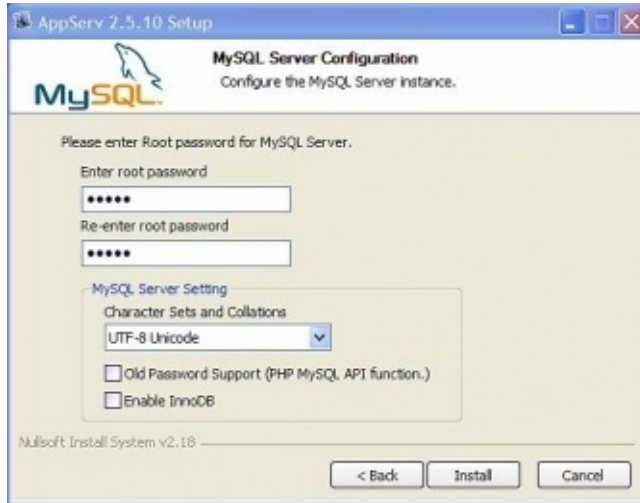 AppServ 2.5.10 Setup
MySQL Server Configuration
Configure the MySQL Server instance.
MySQL
Please enter Root password for MySQL Server.
Enter root password
•••••
Re-enter root password
•••••
MySQL Server Setting
Character Sets and Collations
UTF-8 Unicode
Old Password Support (PHP MySQL API function.)
Enable InnoDB
Nullsoft Install System v2.18
< Back
Install
Cancel